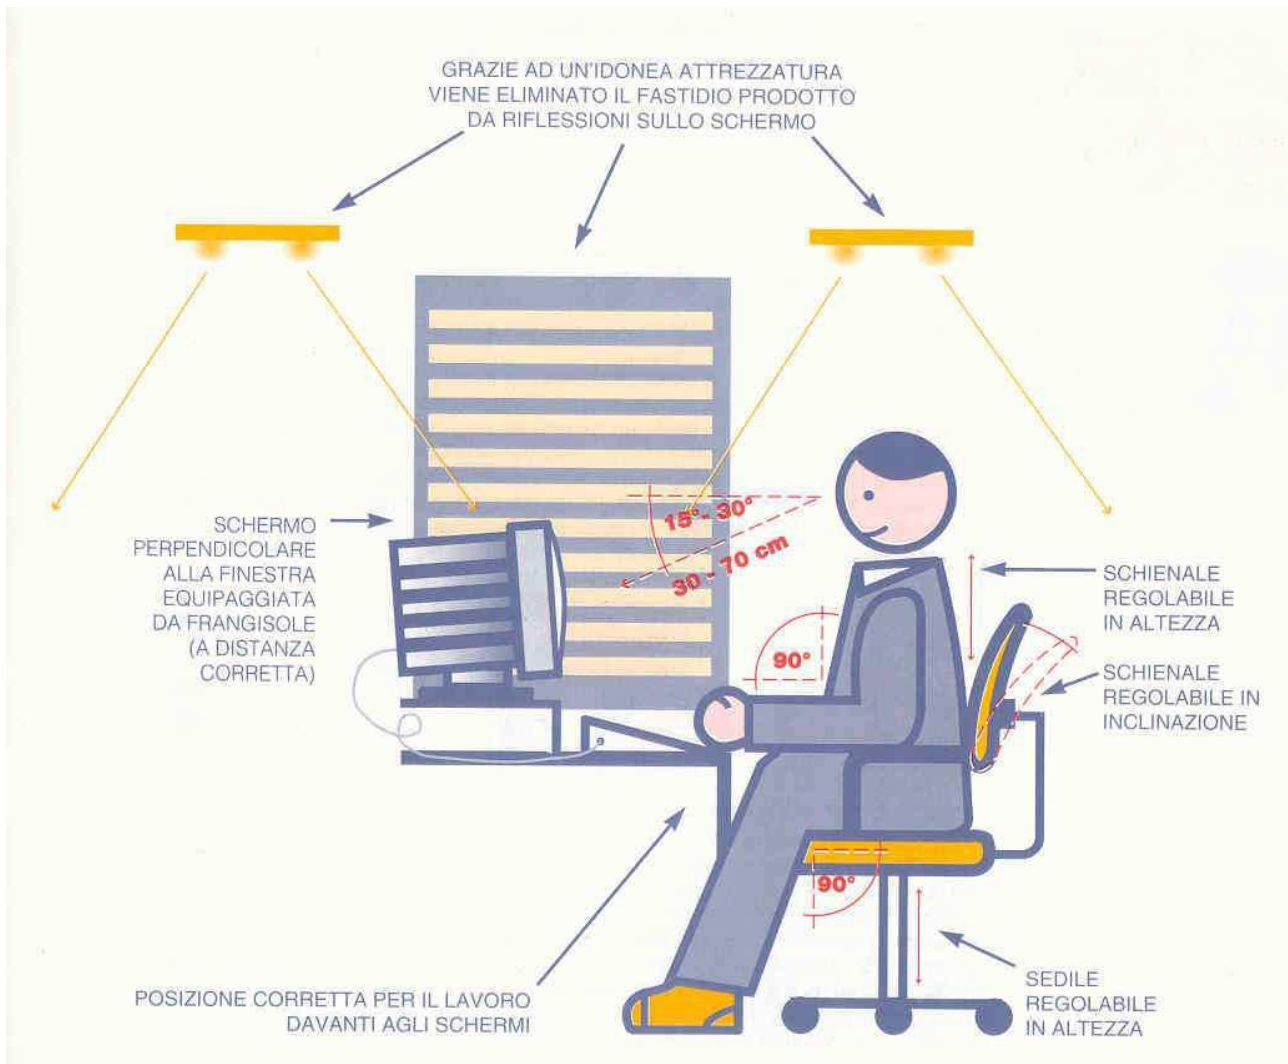 GRAZIE AD UN'IDONEA ATTREZZATURA
VIENE ELIMINATO IL FASTIDIO PRODOTTO
DA RIFLESSIONI SULLO SCHERMO
15° - 30°
30 - 70 cm
SCHERMO
PERPENDICOLARE
ALLA FINESTRA
EQUIPAGGIATA
DA FRANGISOLE
(A DISTANZA
CORRETTA)
90°
SCHIENALE
REGOLABILE
IN ALTEZZA
SCHIENALE
REGOLABILE IN
INCLINAZIONE
90°
POSIZIONE CORRETTA PER IL LAVORO
DAVANTI AGLI SCHERMI
SEDILE
REGOLABILE
IN ALTEZZA